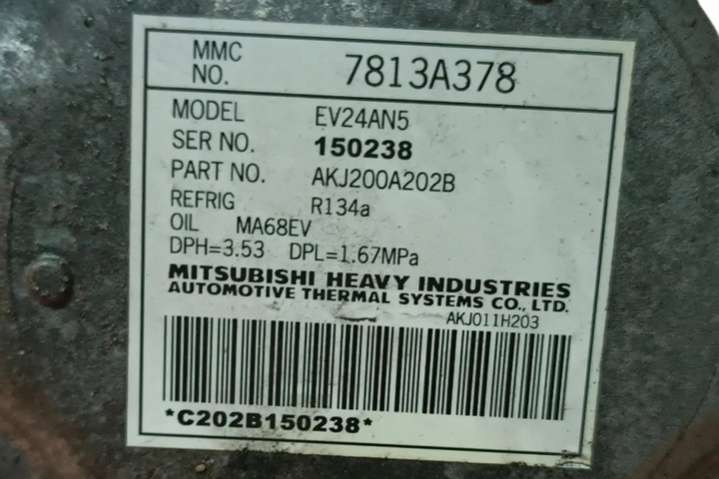 MMC NO. 7813A378
MODEL EV24AN5
SER NO. 150238
PART NO. AKJ200A202B
REFRIG R134a
OIL MA68EV
DPH=3.53 DPL=1.67MPa
MITSUBISHI HEAVY INDUSTRIES
AUTOMOTIVE THERMAL SYSTEMS CO., LTD.
AKJ011H203
*C202B150238*